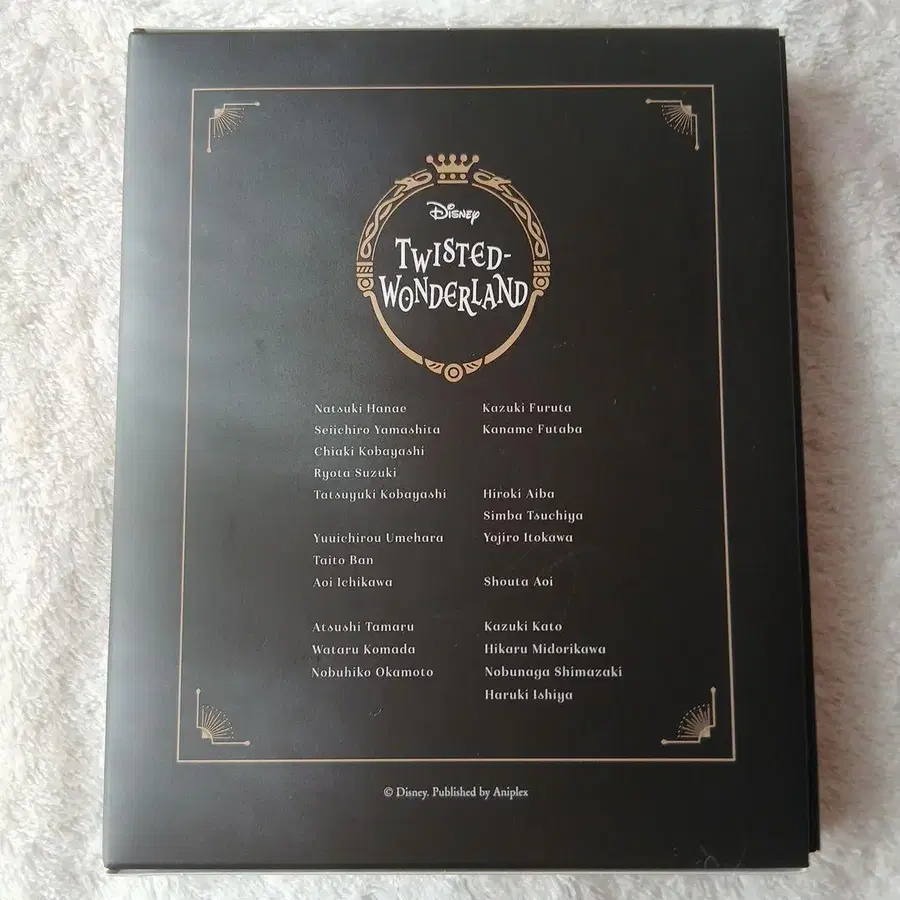 Disney
TWISTED-
WONDERLAND
Natsuki Hanae
Seiichiro Yamashita
Chiaki Kobayashi
Ryota Suzuki
Tatsuyuki Kobayashi
Yuuichirou Umehara
Taito Ban
Aoi Ichikawa
Atsushi Tamaru
Wataru Komada
Nobuhiko Okamoto
Kazuki Furuta
Kaname Futaba
Hiroki Aiba
Simba Tsuchiya
Yojiro Itokawa
Shouta Aoi
Kazuki Kato
Hikaru Midorikawa
Nobunaga Shimazaki
Haruki Ishiya
© Disney. Published by Aniplex